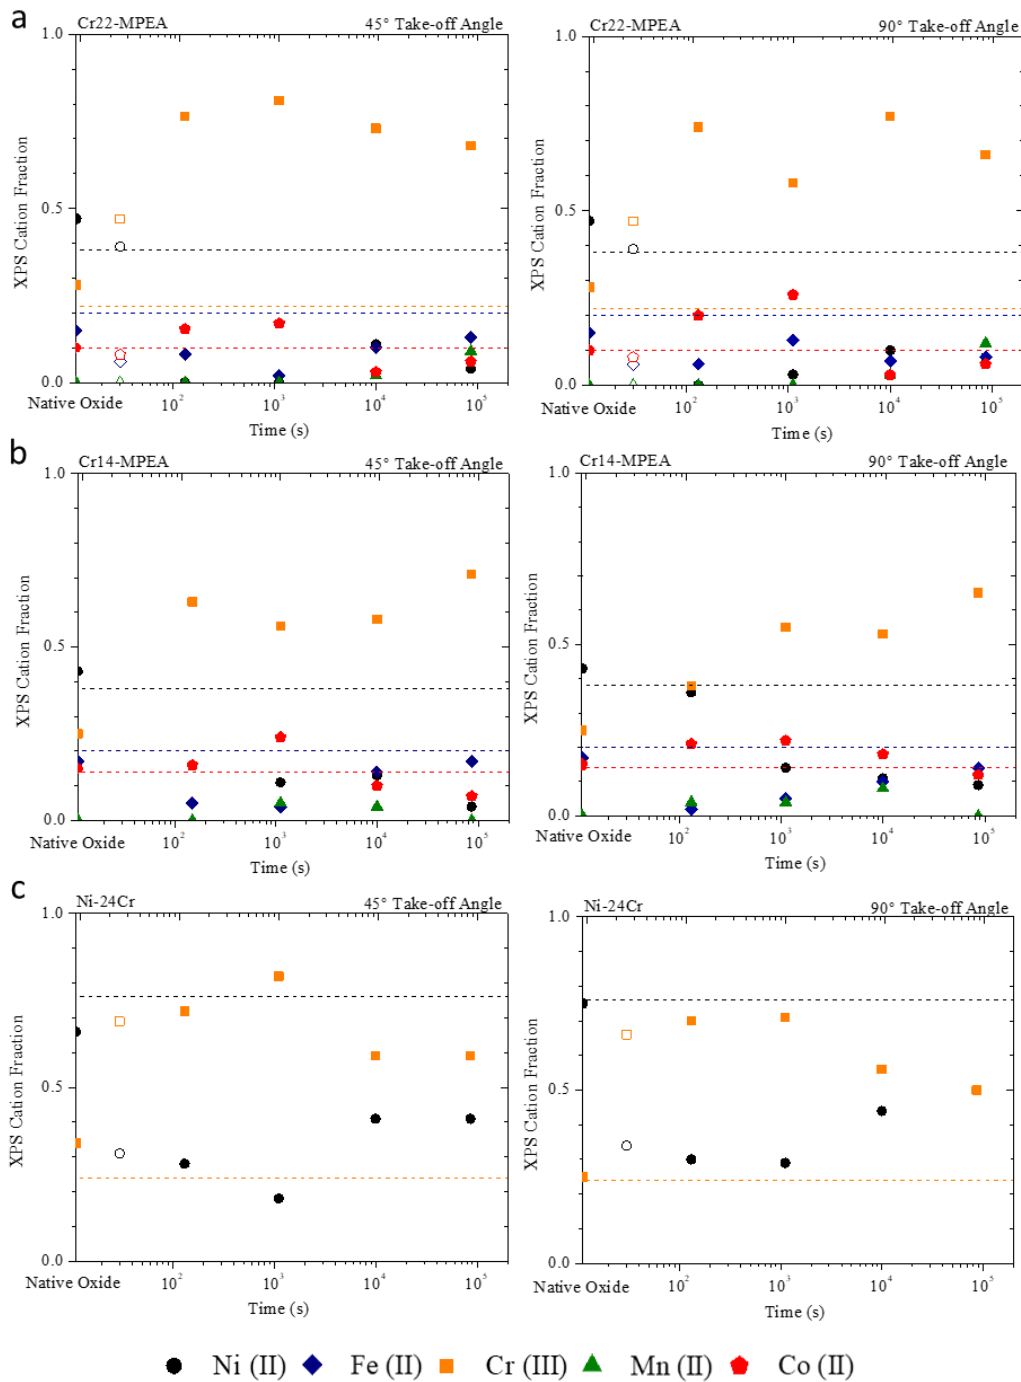 a
Cr22-MPEA 45° Take-off Angle
1.0
0.5
0.0
XPS Cation Fraction
Native Oxide 10² 10³ 10⁴ 10⁵
Time (s)
Cr22-MPEA 90° Take-off Angle
1.0
0.5
0.0
XPS Cation Fraction
Native Oxide 10² 10³ 10⁴ 10⁵
Time (s)
b
Cr14-MPEA 45° Take-off Angle
1.0
0.5
0.0
XPS Cation Fraction
Native Oxide 10² 10³ 10⁴ 10⁵
Time (s)
Cr14-MPEA 90° Take-off Angle
1.0
0.5
0.0
XPS Cation Fraction
Native Oxide 10² 10³ 10⁴ 10⁵
Time (s)
c
Ni-24Cr 45° Take-off Angle
1.0
0.5
0.0
XPS Cation Fraction
Native Oxide 10² 10³ 10⁴ 10⁵
Time (s)
Ni-24Cr 90° Take-off Angle
1.0
0.5
0.0
XPS Cation Fraction
Native Oxide 10² 10³ 10⁴ 10⁵
Time (s)
Ni (II) Fe (II) Cr (III) Mn (II) Co (II)